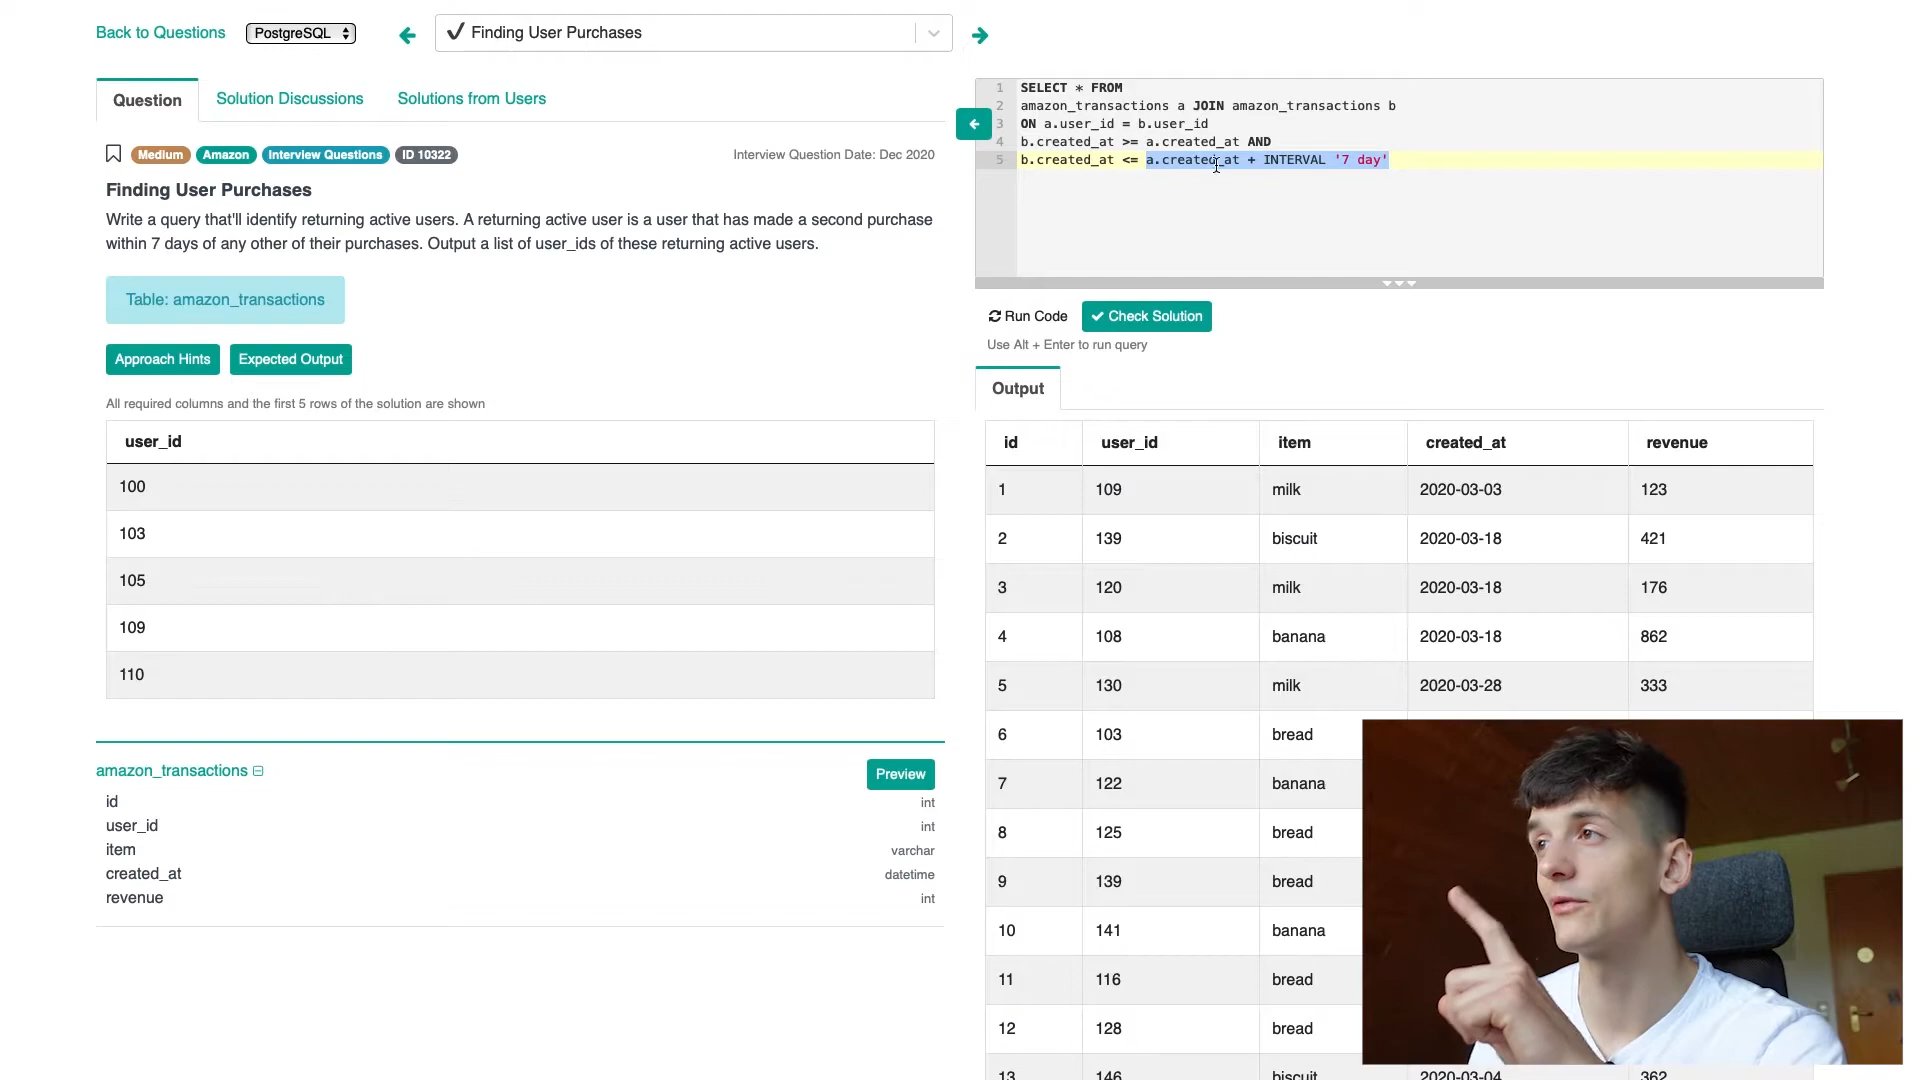 Back to Questions
PostgreSQL
✓ Finding User Purchases
Question
Solution Discussions
Solutions from Users
Medium
Amazon
Interview Questions
ID 10322
Interview Question Date: Dec 2020
Finding User Purchases
Write a query that'll identify returning active users. A returning active user is a user that has made a second purchase
within 7 days of any other of their purchases. Output a list of user_ids of these returning active users.
Table: amazon_transactions
Approach Hints
Expected Output
All required columns and the first 5 rows of the solution are shown
user_id
100
103
105
109
110
amazon_transactions
Preview
id int
user_id int
item varchar
created_at datetime
revenue int
1 SELECT * FROM
2 amazon_transactions a JOIN amazon_transactions b
3 ON a.user_id = b.user_id
4 b.created_at >= a.created_at AND
5 b.created_at <= a.created_at + INTERVAL '7 day'
Run Code
Check Solution
Use Alt + Enter to run query
Output
id user_id item created_at revenue
1 109 milk 2020-03-03 123
2 139 biscuit 2020-03-18 421
3 120 milk 2020-03-18 176
4 108 banana 2020-03-18 862
5 130 milk 2020-03-28 333
6 103 bread
7 122 banana
8 125 bread
9 139 bread
10 141 banana
11 116 bread
12 128 bread
13 146 biscuit 2020-03-04 362